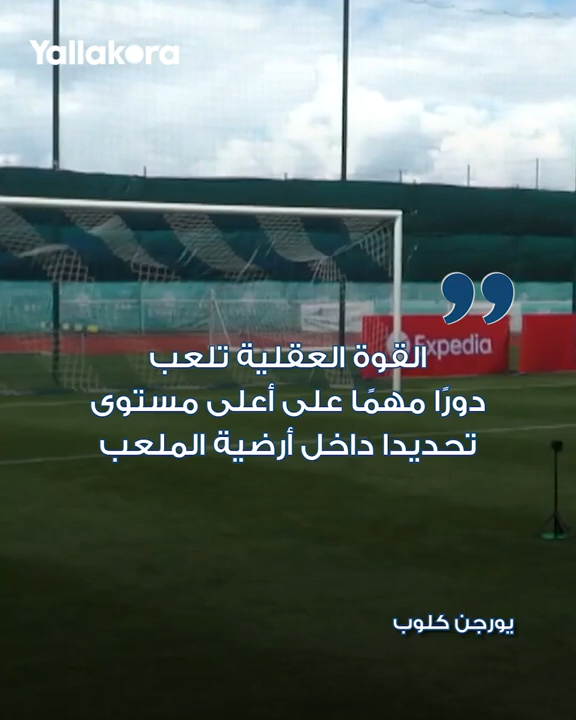 Yallakora
”
القوة العقلية تلعب
دورًا مهمًا على أعلى مستوى
تحديدا داخل أرضية الملعب
Expedia
يورجن كلوب